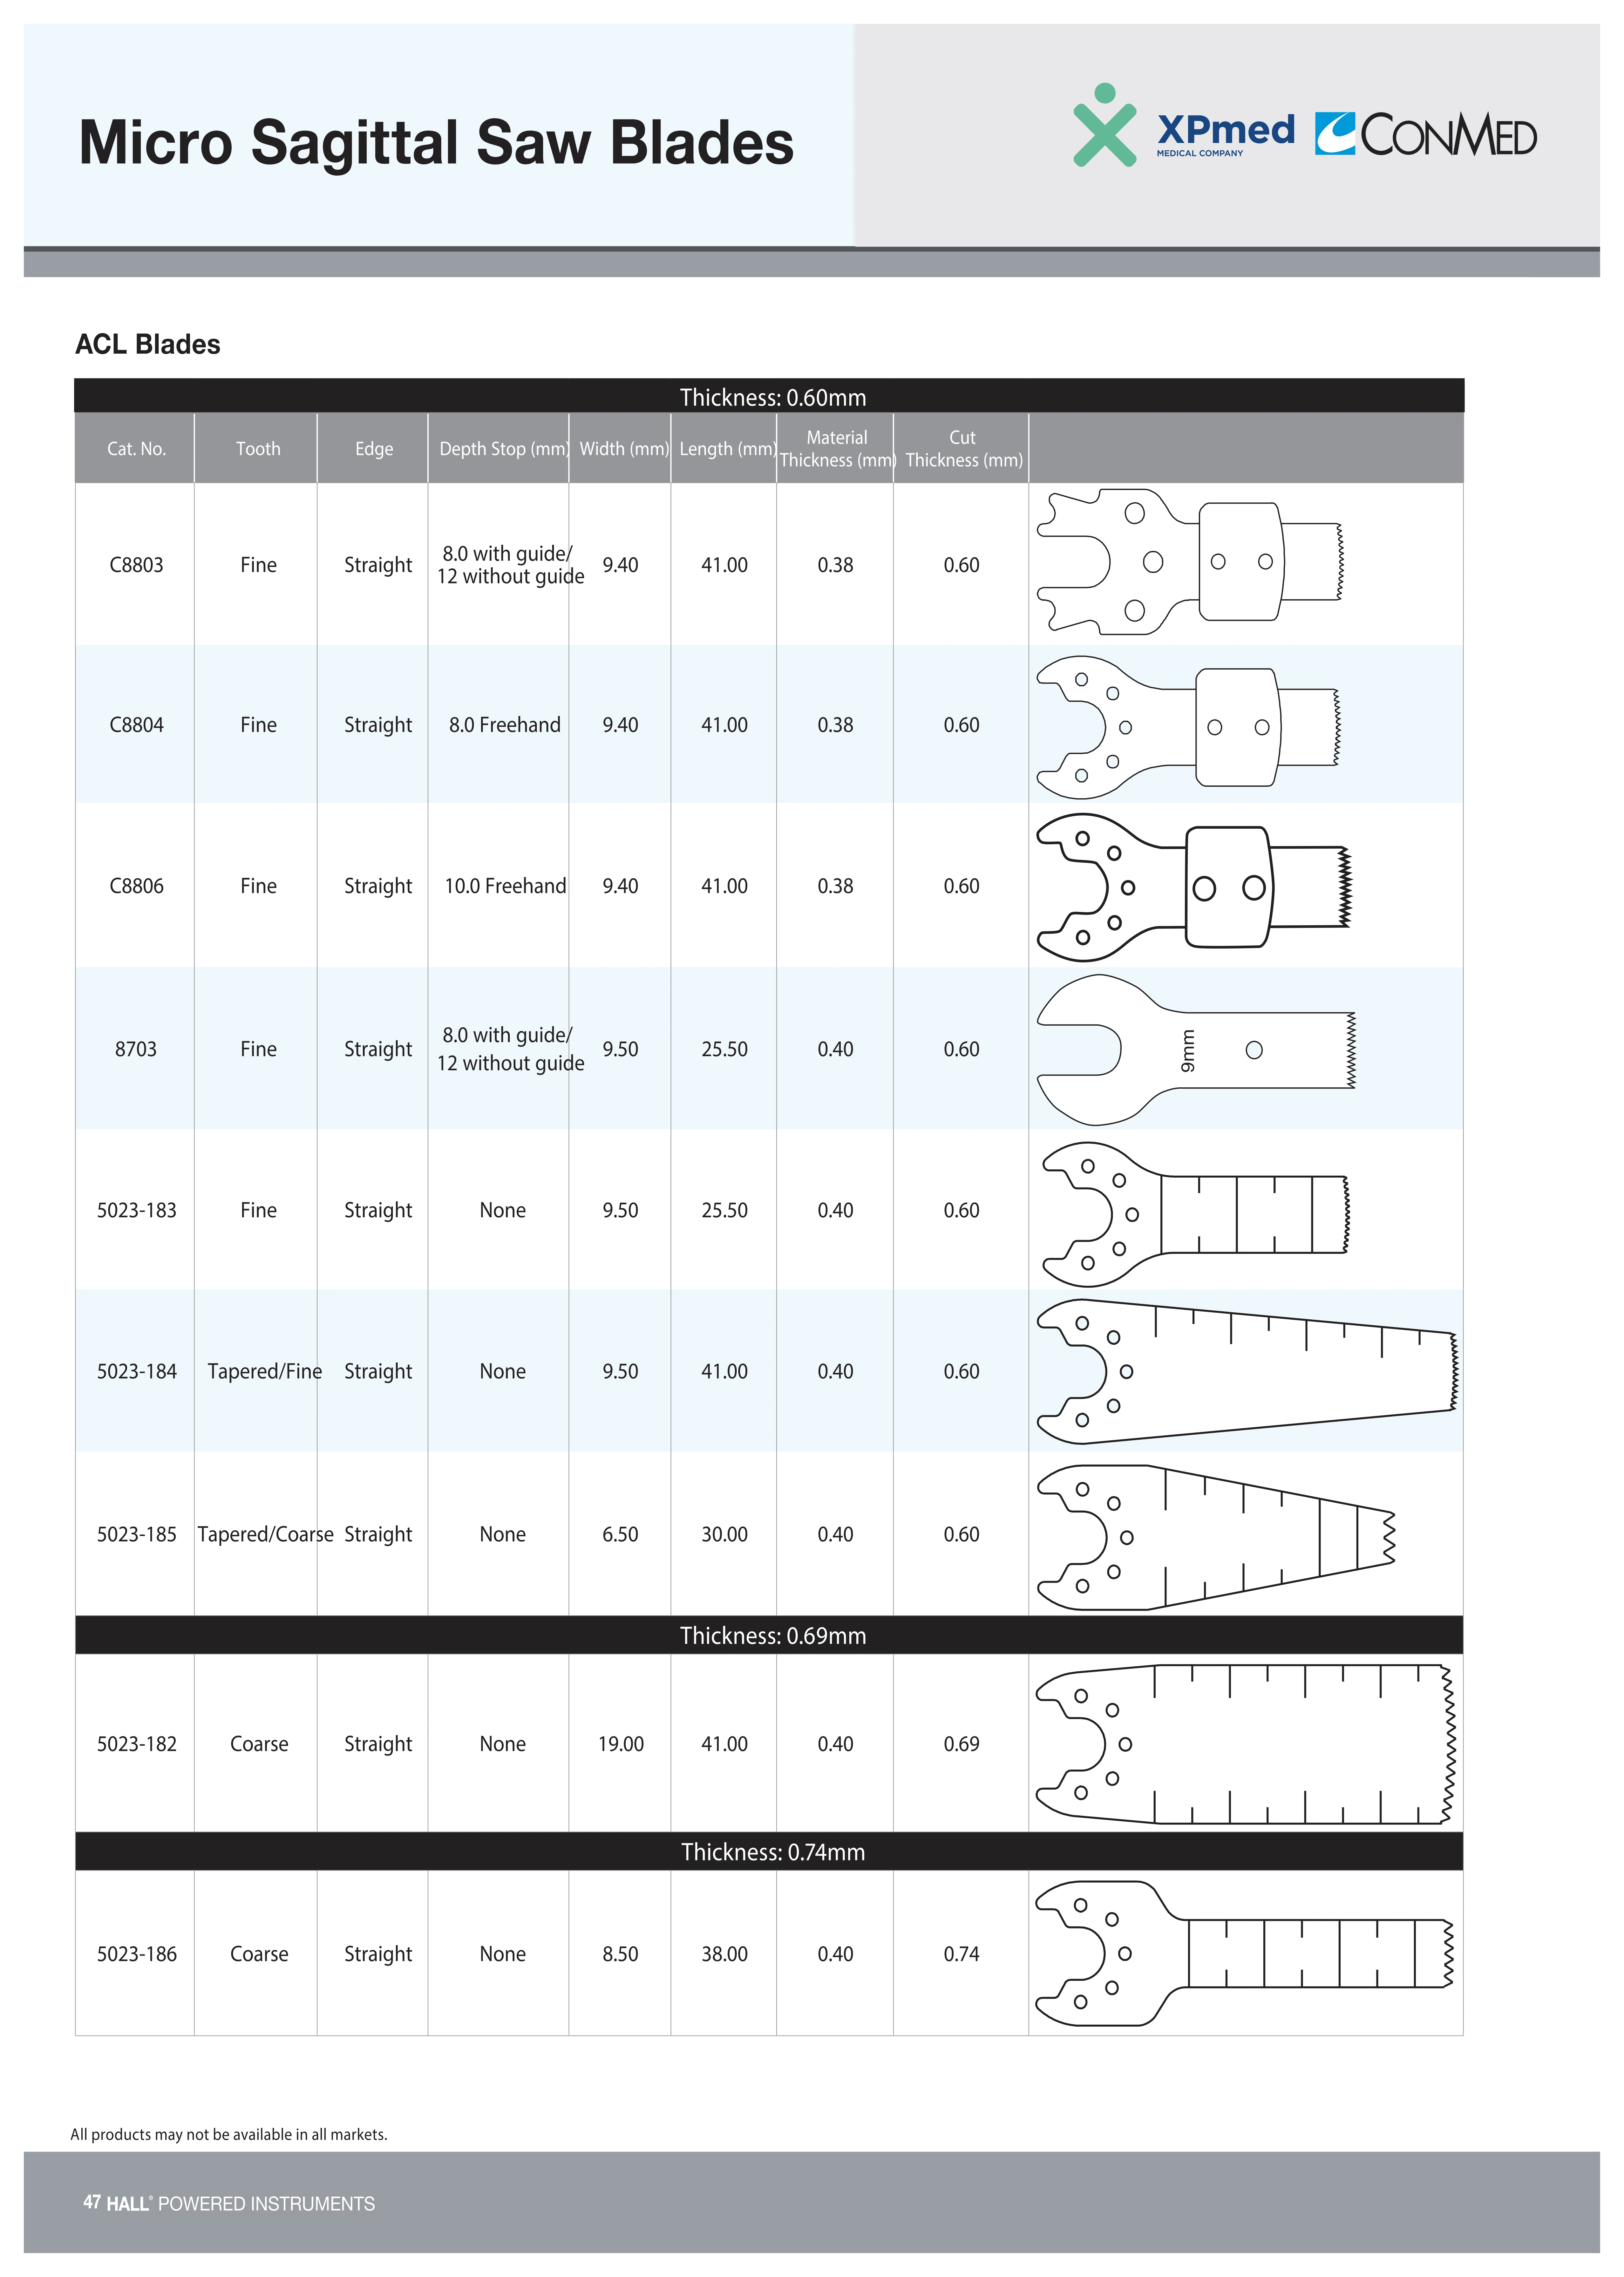 Micro Sagittal Saw Blades
XPmed
MEDICAL COMPANY
CONMED
ACL Blades
Thickness: 0.60mm
Cat. No. Tooth Edge Depth Stop (mm) Width (mm) Length (mm) Material Thickness (mm) Cut Thickness (mm)
C8803 Fine Straight 8.0 with guide/ 12 without guide 9.40 41.00 0.38 0.60
C8804 Fine Straight 8.0 Freehand 9.40 41.00 0.38 0.60
C8806 Fine Straight 10.0 Freehand 9.40 41.00 0.38 0.60
8703 Fine Straight 8.0 with guide/ 12 without guide 9.50 25.50 0.40 0.60
9mm
5023-183 Fine Straight None 9.50 25.50 0.40 0.60
5023-184 Tapered/Fine Straight None 9.50 41.00 0.40 0.60
5023-185 Tapered/Coarse Straight None 6.50 30.00 0.40 0.60
Thickness: 0.69mm
5023-182 Coarse Straight None 19.00 41.00 0.40 0.69
Thickness: 0.74mm
5023-186 Coarse Straight None 8.50 38.00 0.40 0.74
All products may not be available in all markets.
47 HALL® POWERED INSTRUMENTS